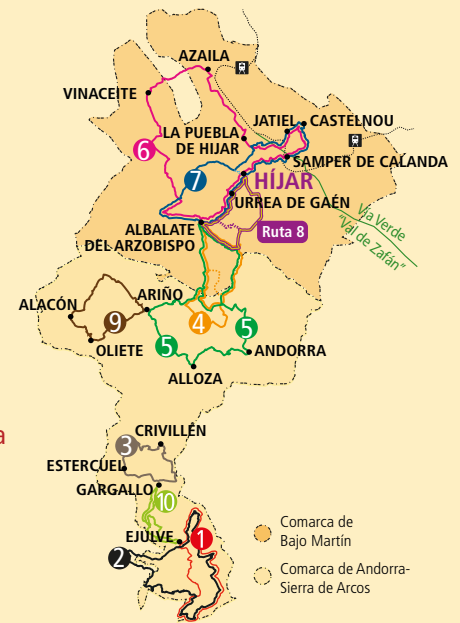 AZAILA
VINACEITE
JATIEL
CASTELNOU
LA PUEBLA
DE HIJAR
6
SAMPER DE CALANDA
7
HÍJAR
URREA DE GAÉN
Vía Verde
"Val de Zafán"
ALBALATE
DEL ARZOBISPO
Ruta 8
ARIÑO
ALACÓN
9
4
5
5
OLIETE
ANDORRA
ALLOZA
a
CRIVILLÉN
3
ESTERCUEL
GARGALLO
10
EJULVE
1
2
Comarca de
Bajo Martín
Comarca de Andorra-
Sierra de Arcos